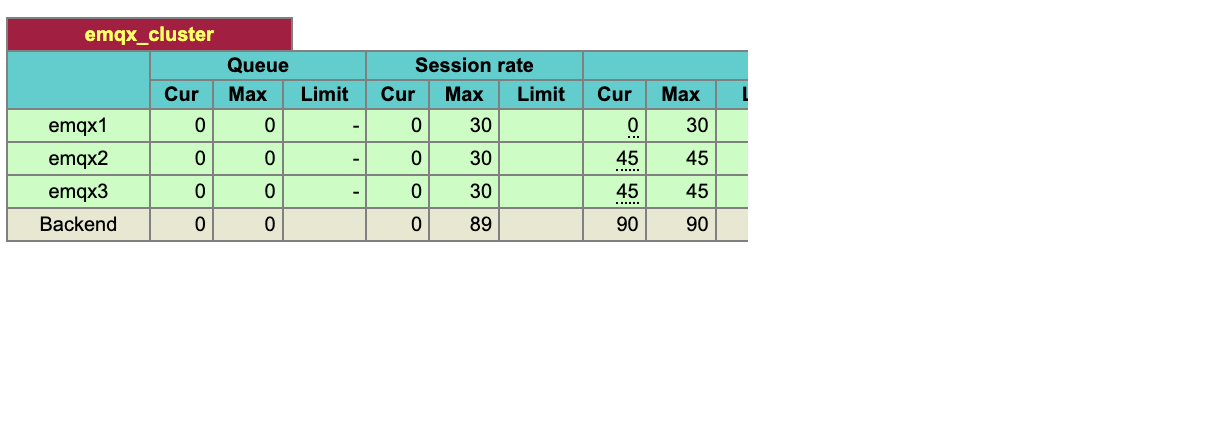 emqx_cluster
Queue Session rate
Cur Max Limit Cur Max Limit Cur Max
emqx1 0 0 - 0 30 0 30
emqx2 0 0 - 0 30 45 45
emqx3 0 0 - 0 30 45 45
Backend 0 0 0 89 90 90